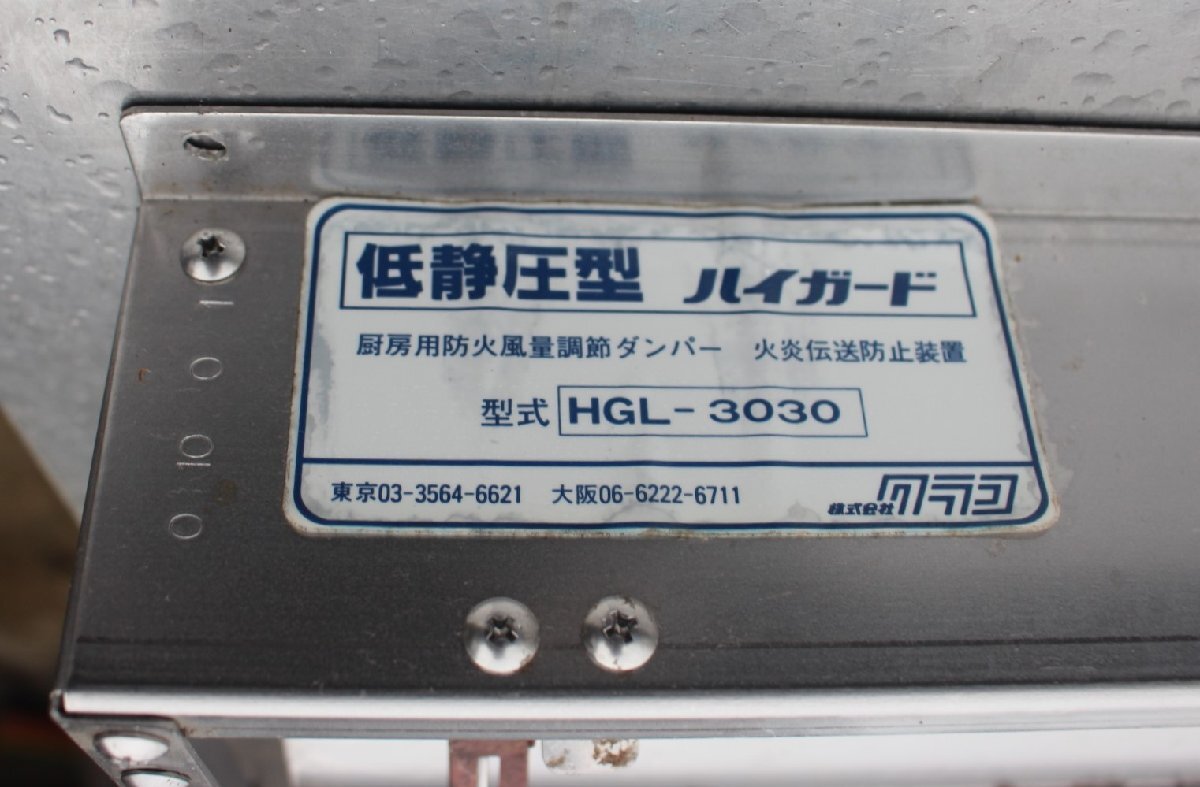 低静圧型 ハイガード
厨房用防火風量調節ダンパー 火炎伝送防止装置
型式 HGL-3030
東京03-3564-6621 大阪06-6222-6711
株式会社クラコ